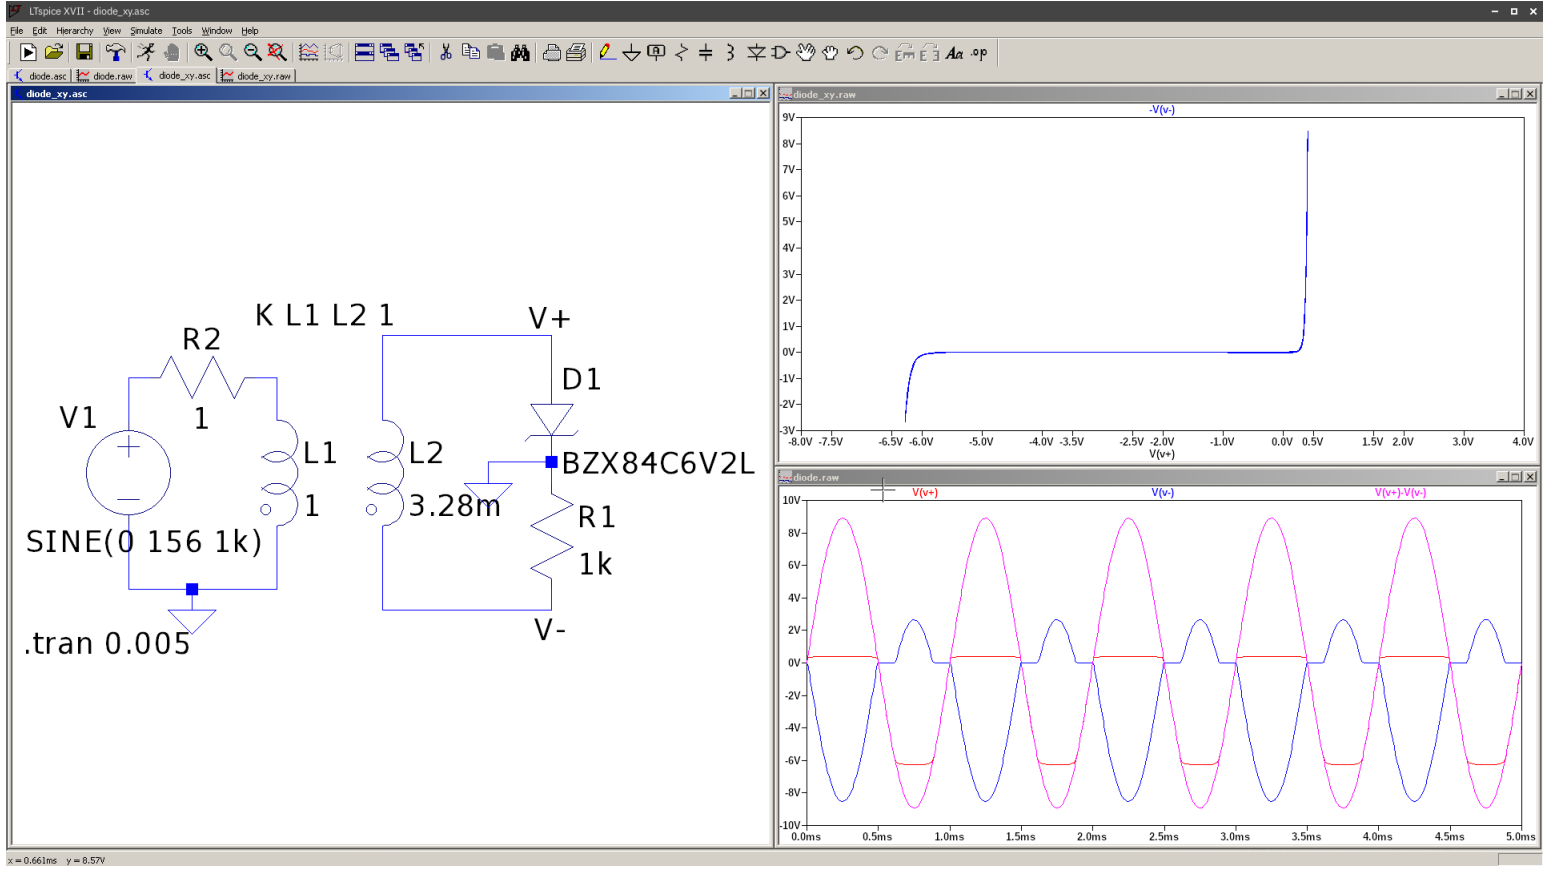 LTspice XVII - diode_xy.asc
File Edit Hierarchy View Simulate Tools Window Help
diode.asc diode.raw diode_xy.asc diode_xy.raw
diode_xy.asc
K L1 L2 1
V+
R2
D1
V1
1
L1
L2
BZX84C6V2L
1
3.28m
R1
SINE(0 156 1k)
1k
V-
.tran 0.005
diode_xy.raw
-V(v-)
9V
8V
7V
6V
5V
4V
3V
2V
1V
0V
-1V
-2V
-3V
-8.0V -7.5V -6.5V -6.0V -5.0V -4.0V -3.5V -2.5V -2.0V -1.0V 0.0V 0.5V 1.5V 2.0V 3.0V 4.0V
V(v+)
diode.raw
V(v+) V(v-) V(v+)-V(v-)
10V
8V
6V
4V
2V
0V
-2V
-4V
-6V
-8V
-10V
0.0ms 0.5ms 1.0ms 1.5ms 2.0ms 2.5ms 3.0ms 3.5ms 4.0ms 4.5ms 5.0ms
x = 0.661ms y = 8.57V